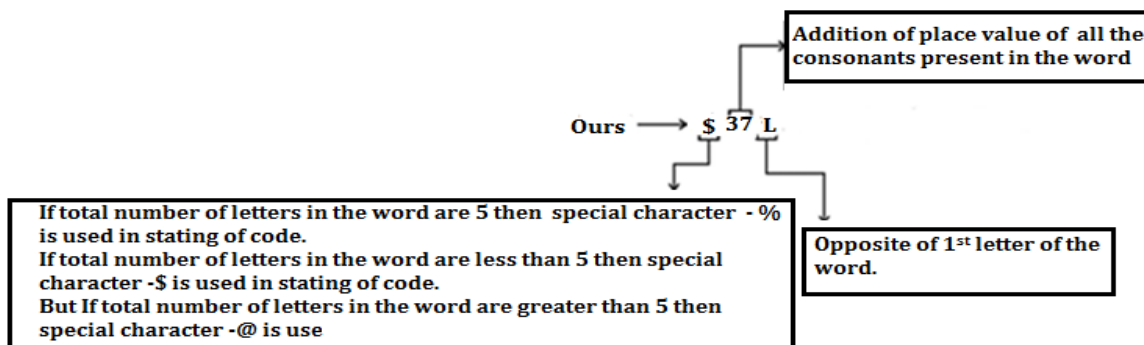 Addition of place value of all the
consonants present in the word
Ours $ 37 L
If total number of letters in the word are 5 then special character - %
is used in stating of code.
If total number of letters in the word are less than 5 then special
character -$ is used in stating of code.
But If total number of letters in the word are greater than 5 then
special character -@ is use
Opposite of 1st letter of the
word.